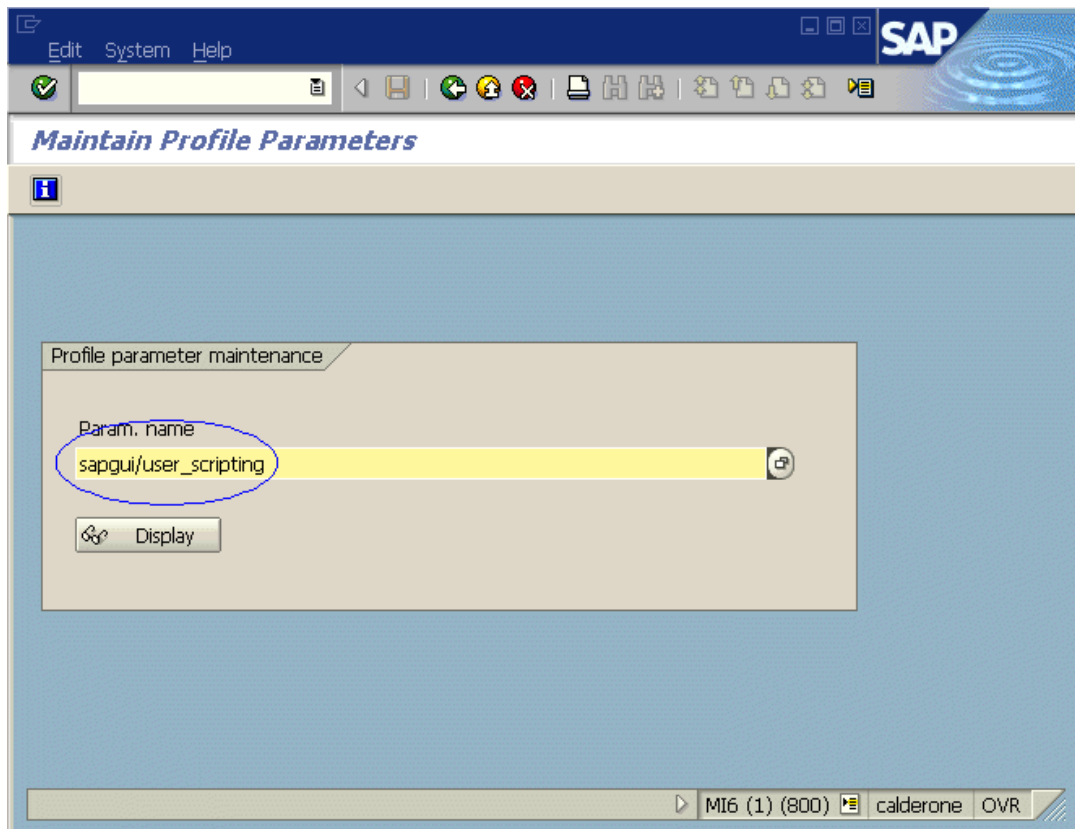 Edit System Help
SAP
Maintain Profile Parameters
Profile parameter maintenance
Param. name
sapgui/user_scripting
Display
MI6 (1) (800) calderone OVR